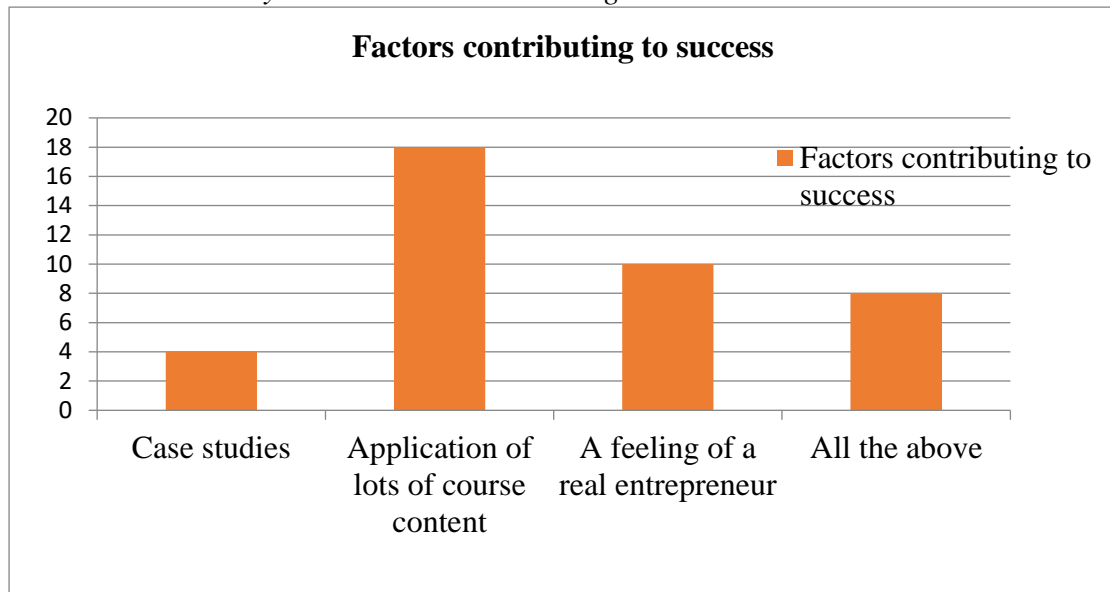 Factors contributing to success
20
18
16
14
12
10
8
6
4
2
0
Factors contributing to
success
Case studies
Application of
lots of course
content
A feeling of a
real entrepreneur
All the above